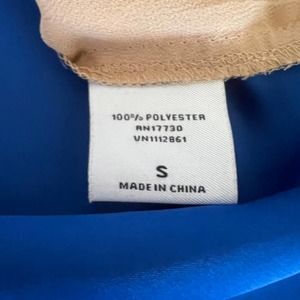 100% POLYESTER
RN17730
VN1112861
S
MADE IN CHINA